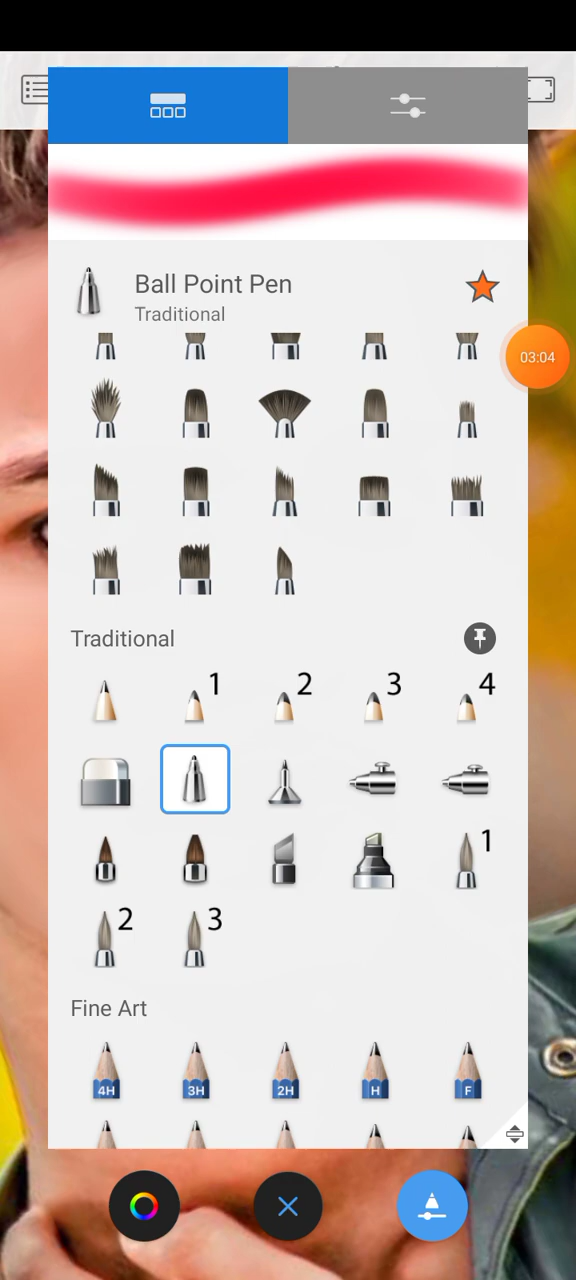 Ball Point Pen
Traditional
03:04
Traditional
1 2 3 4
1
2 3
Fine Art
4H 3H 2H H F